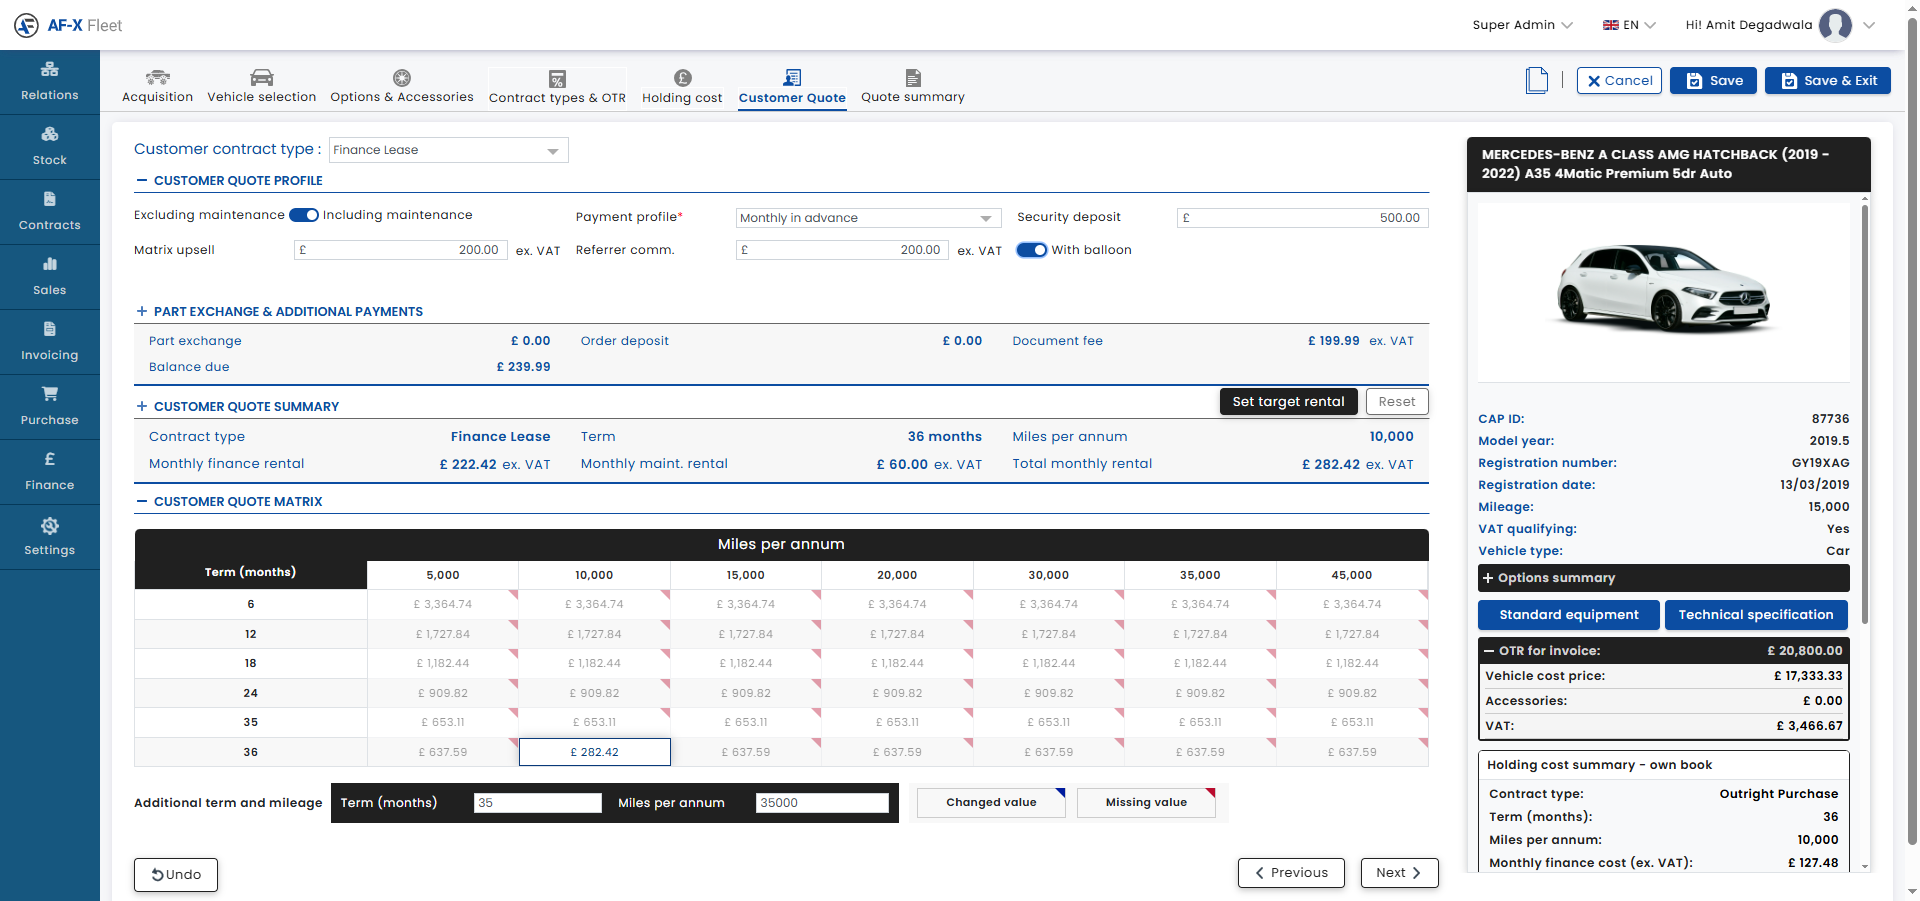 AF-X Fleet
Super Admin
EN
Hi! Amit Degadwala
Relations
Stock
Contracts
Sales
Invoicing
Purchase
£
Finance
Settings
Acquisition
Vehicle selection
Options & Accessories
Contract types & OTR
Holding cost
Customer Quote
Quote summary
Cancel
Save
Save & Exit
Customer contract type : Finance Lease
CUSTOMER QUOTE PROFILE
Excluding maintenance Including maintenance Payment profile* Monthly in advance Security deposit £ 500.00
Matrix upsell £ 200.00 ex. VAT Referrer comm. £ 200.00 ex. VAT With balloon
+ PART EXCHANGE & ADDITIONAL PAYMENTS
Part exchange £ 0.00 Order deposit £ 0.00 Document fee £ 199.99 ex. VAT
Balance due £ 239.99
+ CUSTOMER QUOTE SUMMARY Set target rental Reset
Contract type Finance Lease Term 36 months Miles per annum 10,000
Monthly finance rental £ 222.42 ex. VAT Monthly maint. rental £ 60.00 ex. VAT Total monthly rental £ 282.42 ex. VAT
CUSTOMER QUOTE MATRIX
Miles per annum
Term (months) 5,000 10,000 15,000 20,000 30,000 35,000 45,000
6 £ 3,364.74 £ 3,364.74 £ 3,364.74 £ 3,364.74 £ 3,364.74 £ 3,364.74 £ 3,364.74
12 £ 1,727.84 £ 1,727.84 £ 1,727.84 £ 1,727.84 £ 1,727.84 £ 1,727.84 £ 1,727.84
18 £ 1,182.44 £ 1,182.44 £ 1,182.44 £ 1,182.44 £ 1,182.44 £ 1,182.44 £ 1,182.44
24 £ 909.82 £ 909.82 £ 909.82 £ 909.82 £ 909.82 £ 909.82 £ 909.82
35 £ 653.11 £ 653.11 £ 653.11 £ 653.11 £ 653.11 £ 653.11 £ 653.11
36 £ 637.59 £ 282.42 £ 637.59 £ 637.59 £ 637.59 £ 637.59 £ 637.59
Additional term and mileage Term (months) 35 Miles per annum 35000 Changed value Missing value
Undo
Previous
Next
MERCEDES-BENZ A CLASS AMG HATCHBACK (2019 -
2022) A35 4Matic Premium 5dr Auto
CAP ID: 87736
Model year: 2019.5
Registration number: GY19XAG
Registration date: 13/03/2019
Mileage: 15,000
VAT qualifying: Yes
Vehicle type: Car
+ Options summary
Standard equipment Technical specification
OTR for invoice: £ 20,800.00
Vehicle cost price: £ 17,333.33
Accessories: £ 0.00
VAT: £ 3,466.67
Holding cost summary - own book
Contract type: Outright Purchase
Term (months): 36
Miles per annum: 10,000
Monthly finance cost (ex. VAT): £ 127.48